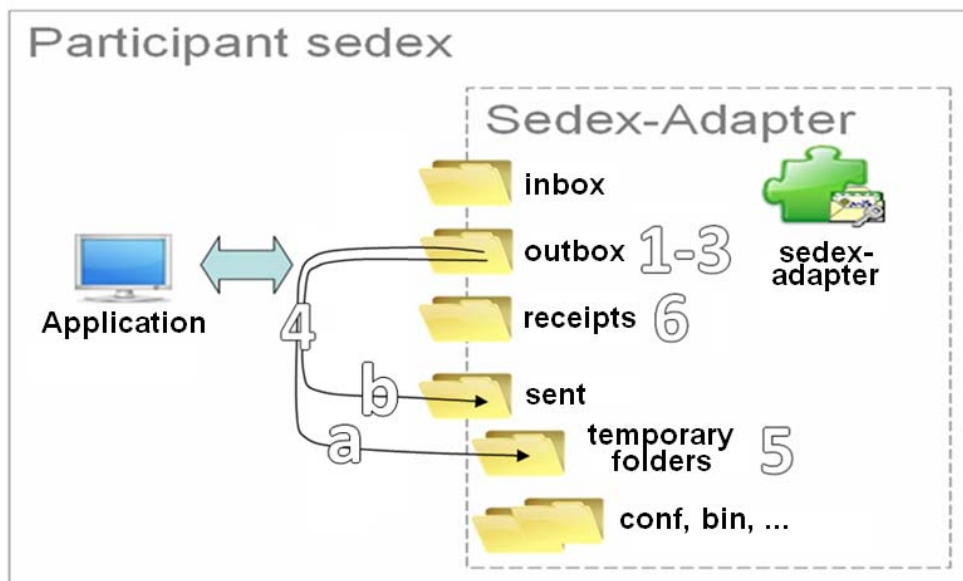 Participant sedex
Sedex-Adapter
inbox
outbox 1-3
sedex-
adapter
Application
receipts 6
4
sent
b
a
temporary
folders 5
conf, bin, ...